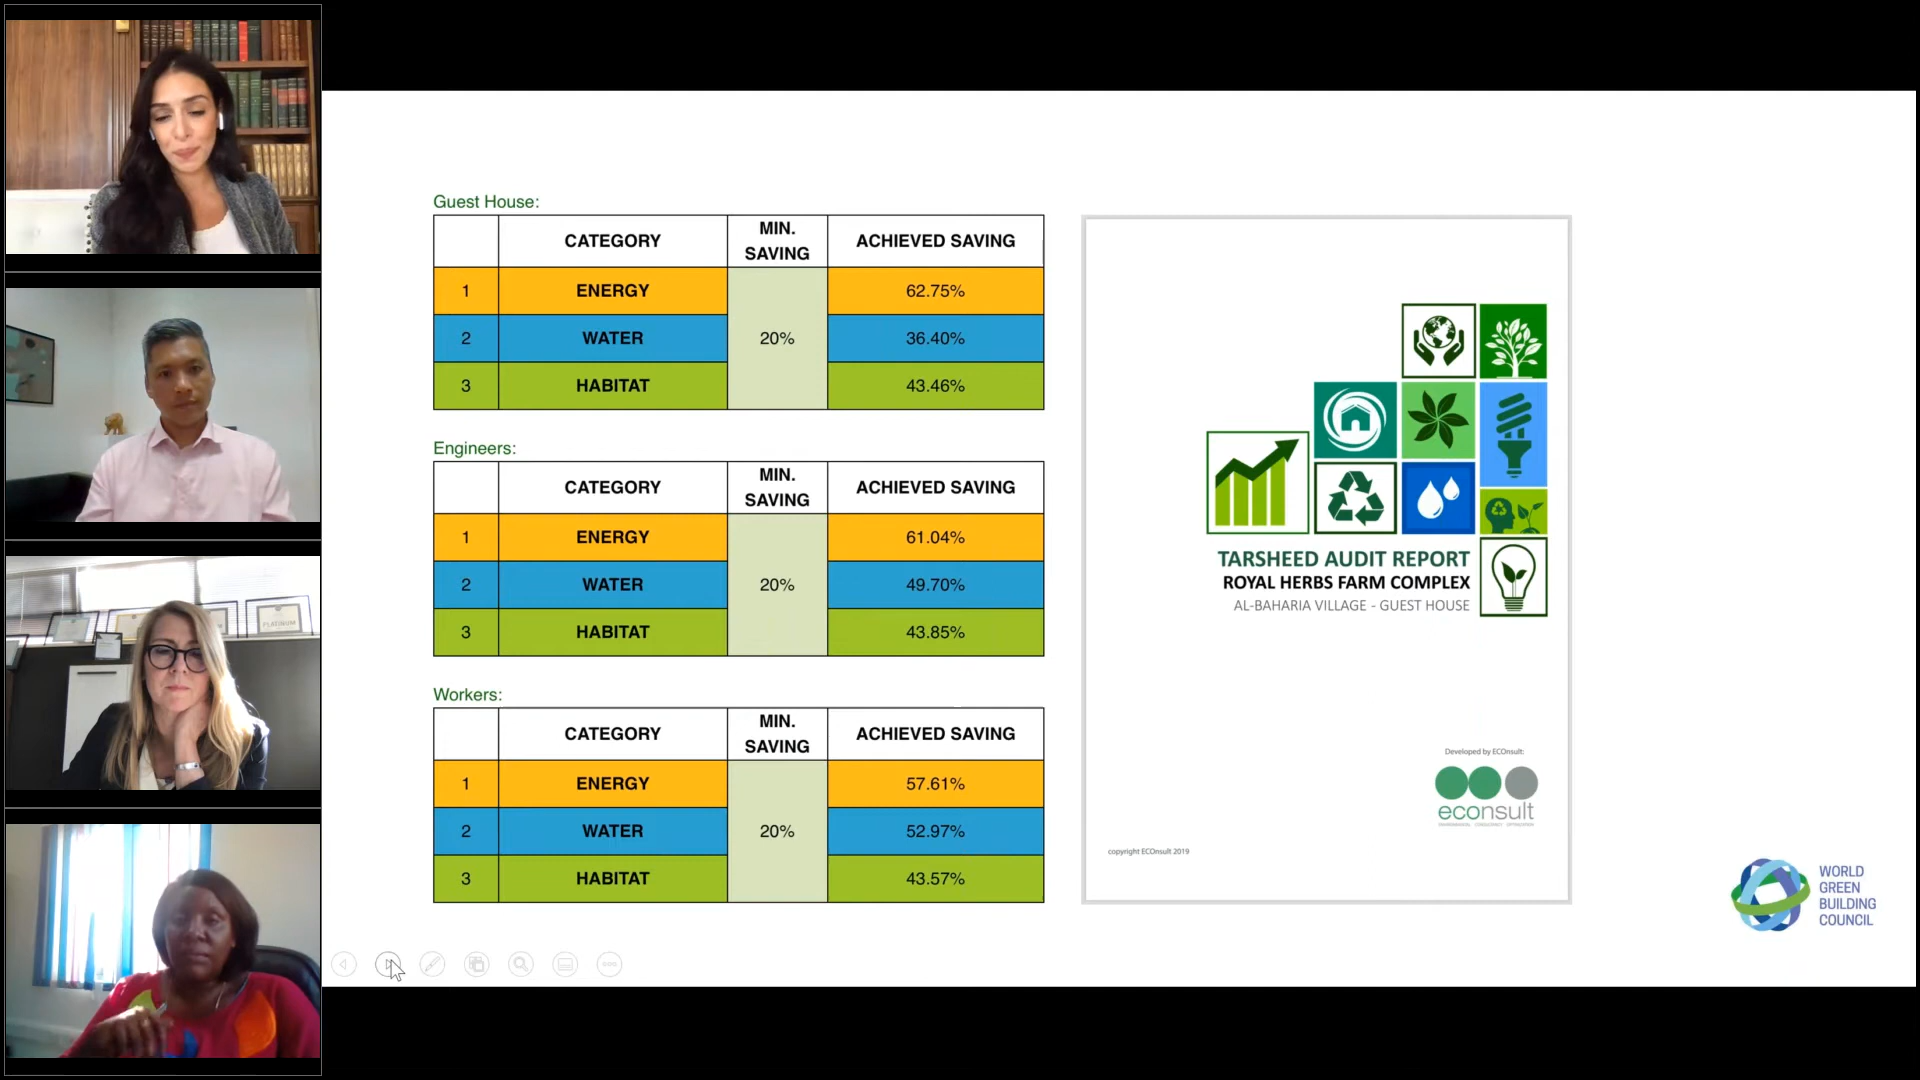 PLATINUM
Guest House:
CATEGORY
MIN.
SAVING
ACHIEVED SAVING
1
ENERGY
20%
62.75%
2
WATER
36.40%
3
HABITAT
43.46%
Engineers:
CATEGORY
MIN.
SAVING
ACHIEVED SAVING
1
ENERGY
20%
61.04%
2
WATER
49.70%
3
HABITAT
43.85%
Workers:
CATEGORY
MIN.
SAVING
ACHIEVED SAVING
1
ENERGY
20%
57.61%
2
WATER
52.97%
3
HABITAT
43.57%
TARSHEED AUDIT REPORT
ROYAL HERBS FARM COMPLEX
AL-BAHARIA VILLAGE - GUEST HOUSE
Developed by ECOnsult:
econsult
copyright ECOnsult 2019
WORLD
GREEN
BUILDING
COUNCIL